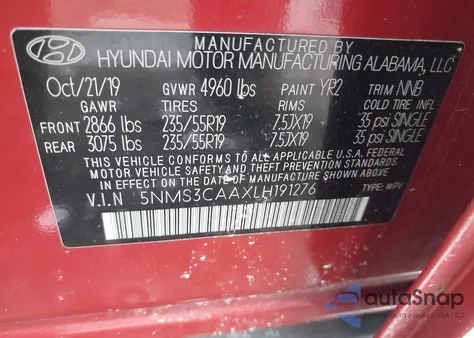 MANUFACTURED BY
HYUNDAI MOTOR MANUFACTURING ALABAMA, LLC
Oct/21/19 GVWR 4960 lbs PAINT YR2 TRIM NNB
GAWR TIRES RIMS COLD TIRE INFL
FRONT 2866 lbs 235/55R19 7.5JX19 35 psi SINGLE
REAR 3075 lbs 235/55R19 7.5JX19 35 psi SINGLE
THIS VEHICLE CONFORMS TO ALL APPLICABLE FEDERAL
MOTOR VEHICLE SAFETY AND THEFT PREVENTION STANDARDS
IN EFFECT ON THE DATE OF MANUFACTURE SHOWN ABOVE.
V.I.N 5NMS3CAAXLH191276 TYPE: MPV
autaSnap